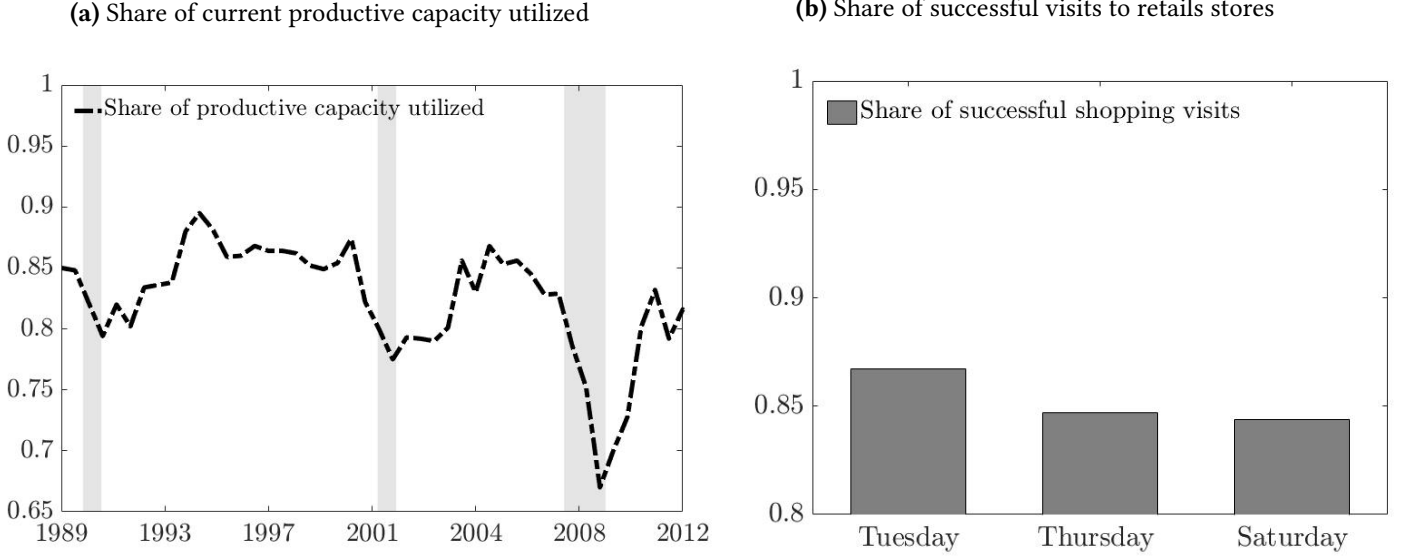 (a) Share of current productive capacity utilized
1
Share of productive capacity utilized
0.95
0.9
0.85
0.8
0.75
0.7
0.65
1989 1993 1997 2001 2004 2008 2012
(b) Share of successful visits to retails stores
1
Share of successful shopping visits
0.95
0.9
0.85
0.8
Tuesday Thursday Saturday